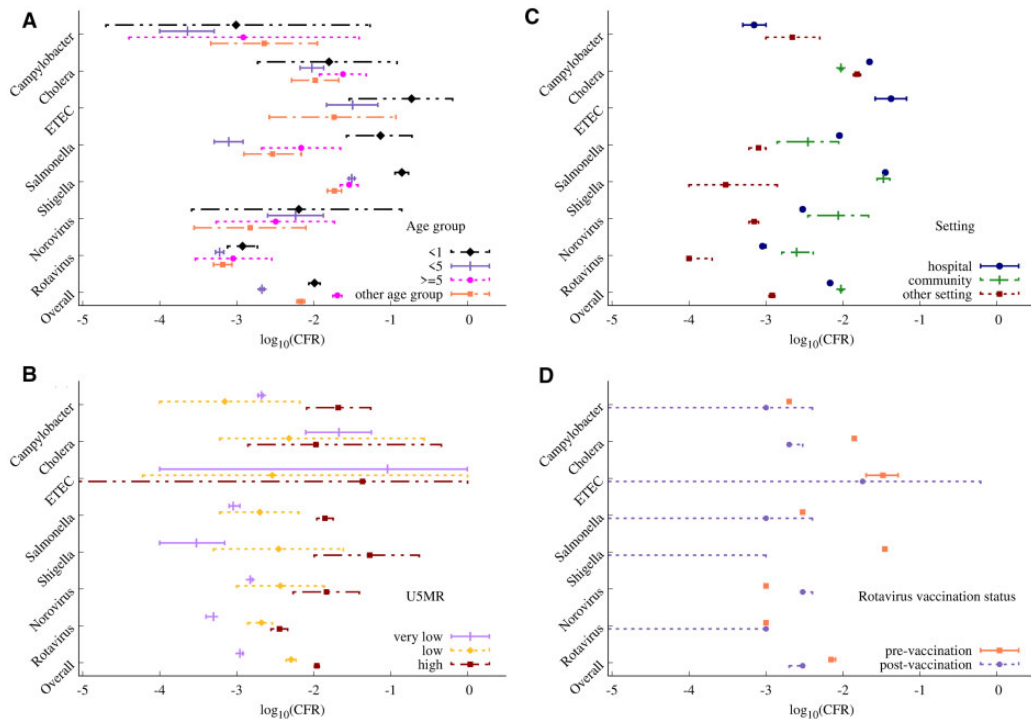 A
Campylobacter
Cholera
ETEC
Salmonella
Shigella
Norovirus
Rotavirus
Overall
Age group
<1
<5
>=5
other age group
-5 -4 -3 -2 -1 0
log10(CFR)
C
Campylobacter
Cholera
ETEC
Salmonella
Shigella
Norovirus
Rotavirus
Overall
Setting
hospital
community
other setting
-5 -4 -3 -2 -1 0
log10(CFR)
B
Campylobacter
Cholera
ETEC
Salmonella
Shigella
Norovirus
Rotavirus
Overall
U5MR
very low
low
high
-5 -4 -3 -2 -1 0
log10(CFR)
D
Campylobacter
Cholera
ETEC
Salmonella
Shigella
Norovirus
Rotavirus
Overall
Rotavirus vaccination status
pre-vaccination
post-vaccination
-5 -4 -3 -2 -1 0
log10(CFR)